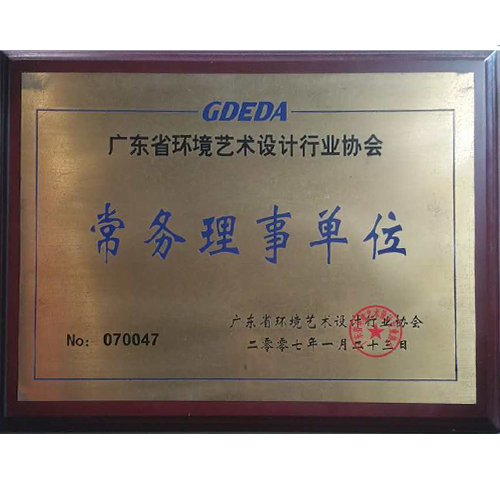 GDEDA
广东省环境艺术设计行业协会
常务理事单位
广东省环境艺术设计行业协会
No: 070047
二零零七年一月二十三日